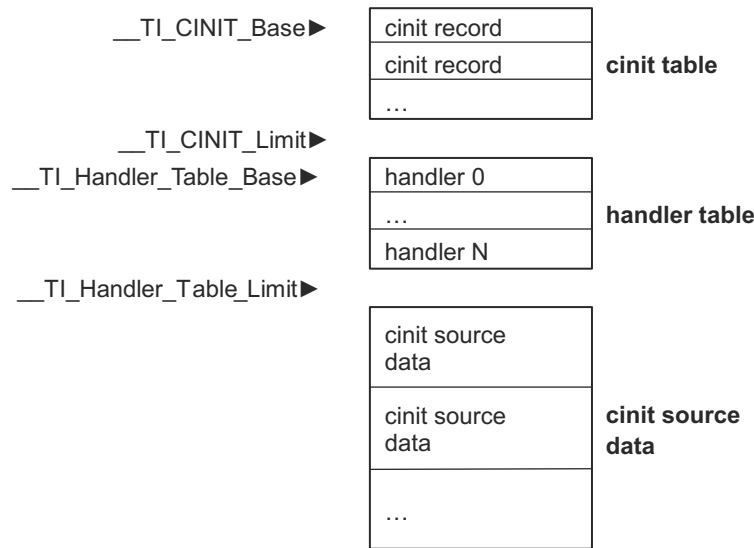 __TI_CINIT_Base►
cinit record
cinit record
cinit table
…
__TI_CINIT_Limit►
__TI_Handler_Table_Base►
handler 0
…
handler table
handler N
__TI_Handler_Table_Limit►
cinit source
data
cinit source
data
cinit source
data
…